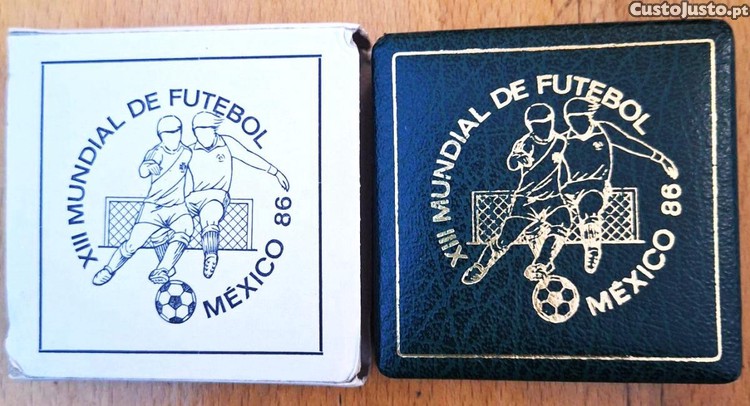 CustoJusto.pt
XIII MUNDIAL DE FUTEBOL
MÉXICO 86
XIII MUNDIAL DE FUTEBOL
MÉXICO 86